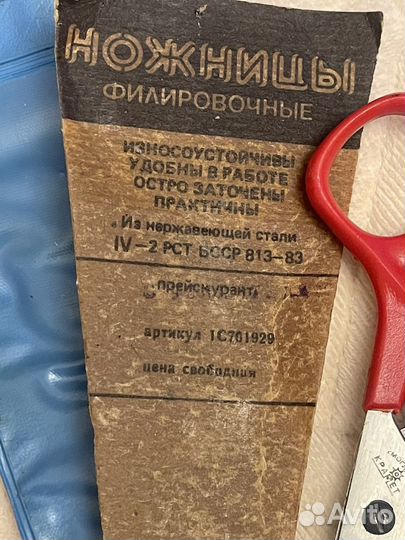 НОЖНИЦЫ
ФИЛИРОВОЧНЫЕ
ИЗНОСОУСТОЙЧИВЫ
УДОБНЫ В РАБОТЕ
ОСТРО ЗАТОЧЕНЫ
ПРАКТИЧНЫ
Из нержавеющей стали
IV-2 РСТ БССР 813-83
прейскурант
артикул 1С701929
цена свободная
КРАМЕТ
Avito